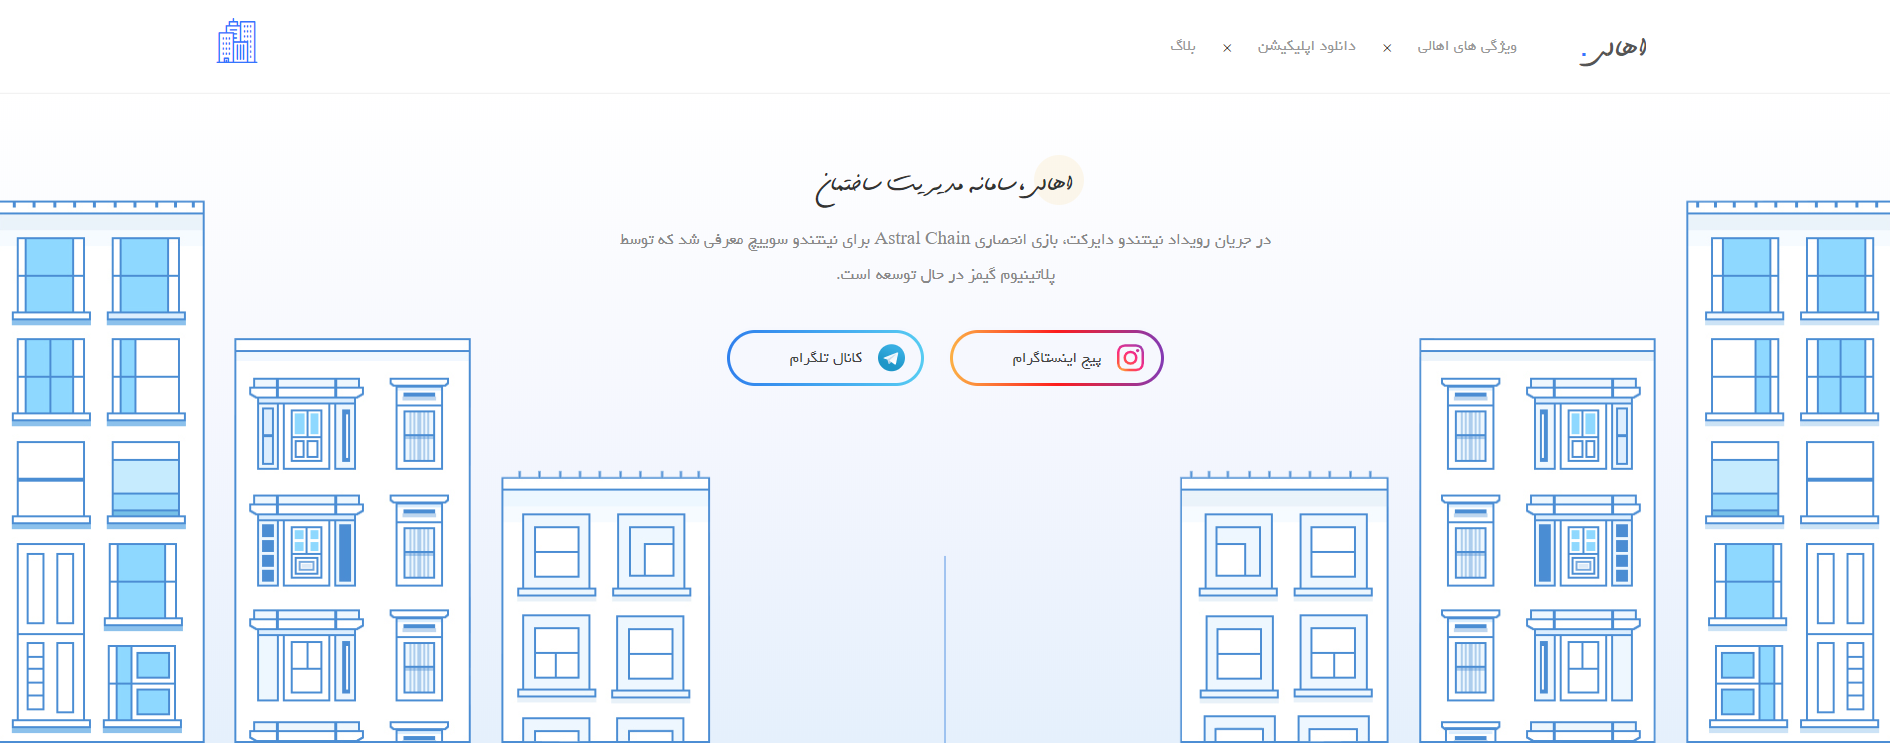 اهالی.
ویژگی های اهالی × دانلود اپلیکیشن × بلاگ
اهالی، سامانه مدیریت ساختمان
در جریان رویداد نینتندو دایرکت، بازی انحصاری Astral Chain برای نینتندو سوییچ معرفی شد که توسط
پلاتینیوم گیمز در حال توسعه است.
پیج اینستاگرام
کانال تلگرام